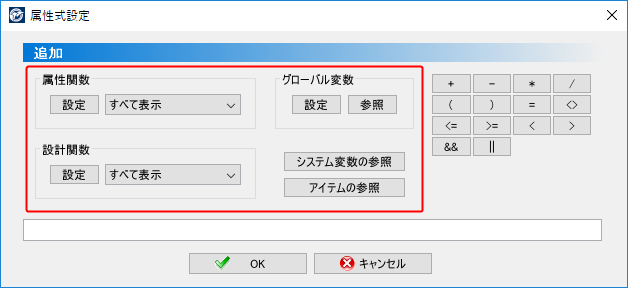 属性式設定
追加
属性関数
設定 すべて表示
設計関数
設定 すべて表示
グローバル変数
設定 参照
システム変数の参照
アイテムの参照
+ - * /
( ) = <>
<= >= < >
&& ||
OK キャンセル